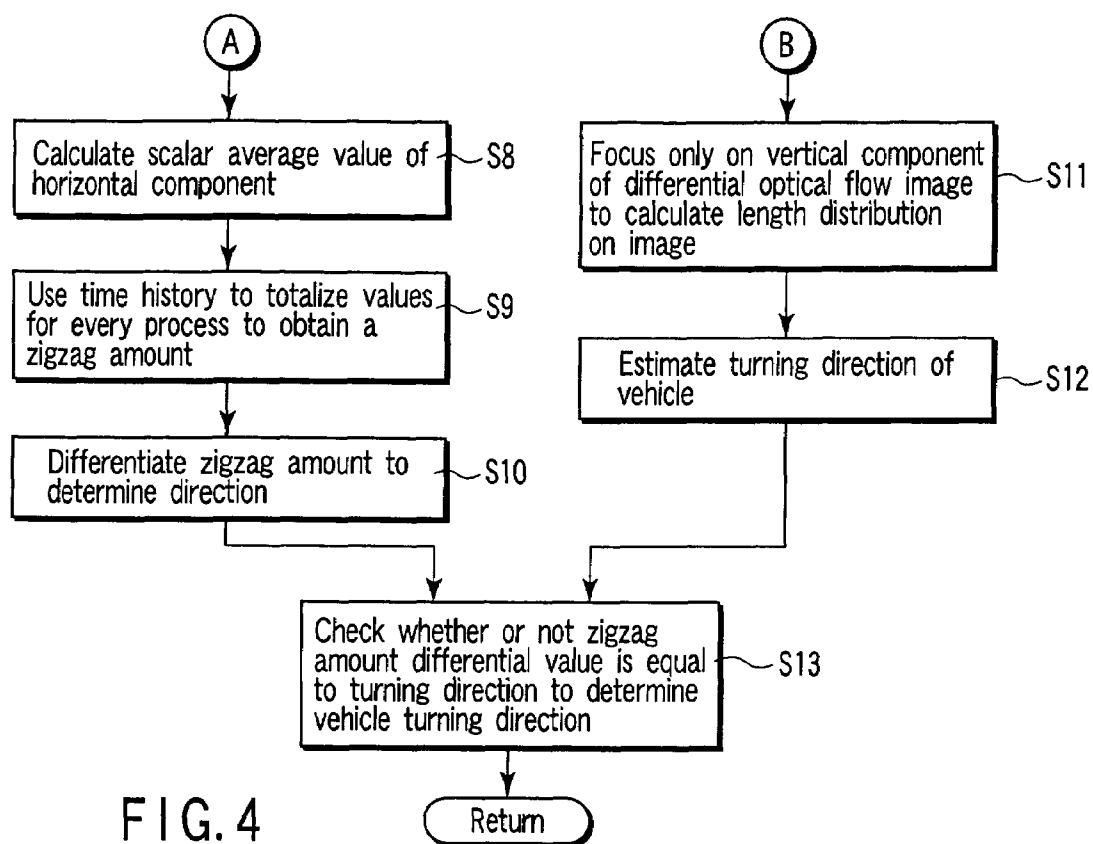 A
Calculate scalar average value of
horizontal component
S8
Use time history to totalize values
for every process to obtain a
zigzag amount
S9
Differentiate zigzag amount to
determine direction
S10
B
Focus only on vertical component
of differential optical flow image
to calculate length distribution
on image
S11
Estimate turning direction of
vehicle
S12
Check whether or not zigzag
amount differential value is equal
to turning direction to determine
vehicle turning direction
S13
Return
FIG. 4